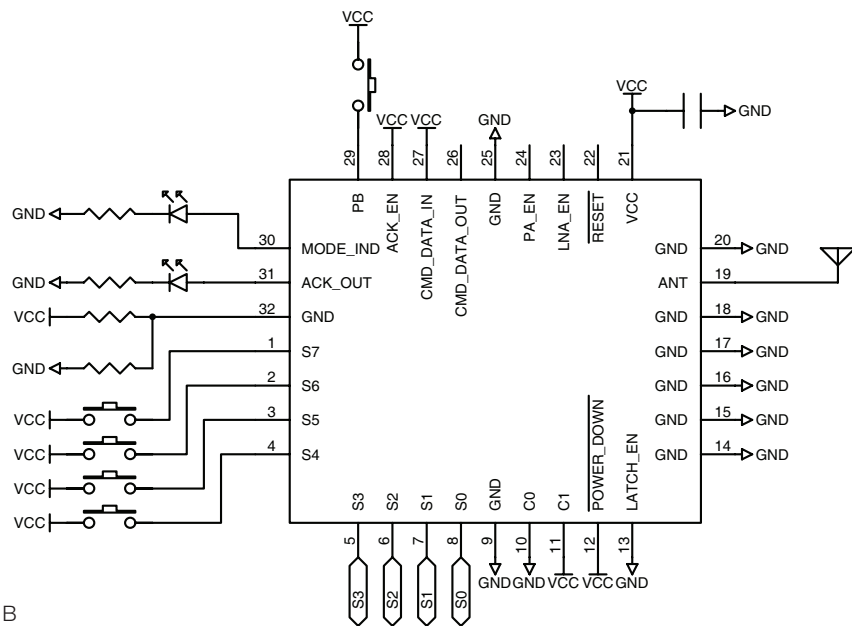 VCC
VCC
GND
VCC VCC
GND
29
28
27
26
25
24
23
22
21
PB
ACK_EN
CMD_DATA_IN
CMD_DATA_OUT
GND
PA_EN
LNA_EN
RESET
VCC
GND
30
MODE_IND
GND
20
GND
GND
31
ACK_OUT
ANT
19
VCC
32
GND
GND
18
GND
GND
1
S7
GND
17
GND
2
S6
GND
16
GND
VCC
3
S5
GND
15
GND
VCC
4
S4
GND
14
GND
VCC
VCC
S3
S2
S1
S0
GND
C0
C1
POWER_DOWN
LATCH_EN
5
6
7
8
9
10
11
12
13
GND GND VCC VCC GND
S3
S2
S1
S0
B